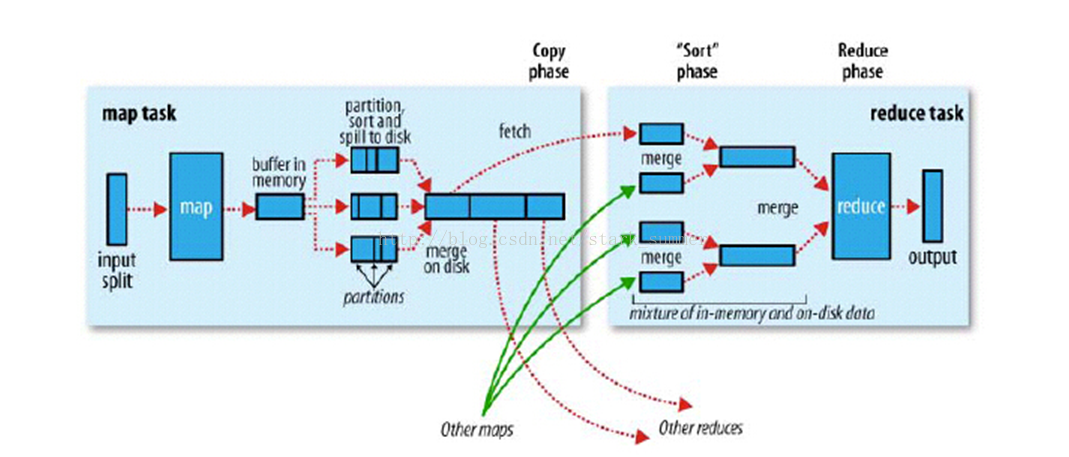 Copy
phase
"Sort"
phase
Reduce
phase
map task
partition,
sort and
spill to disk
fetch
reduce task
buffer in
memory
merge
map
merge
reduce
input
split
merge
on disk
merge
output
partitions
mixture of in-memory and on-disk data
Other maps
Other reduces